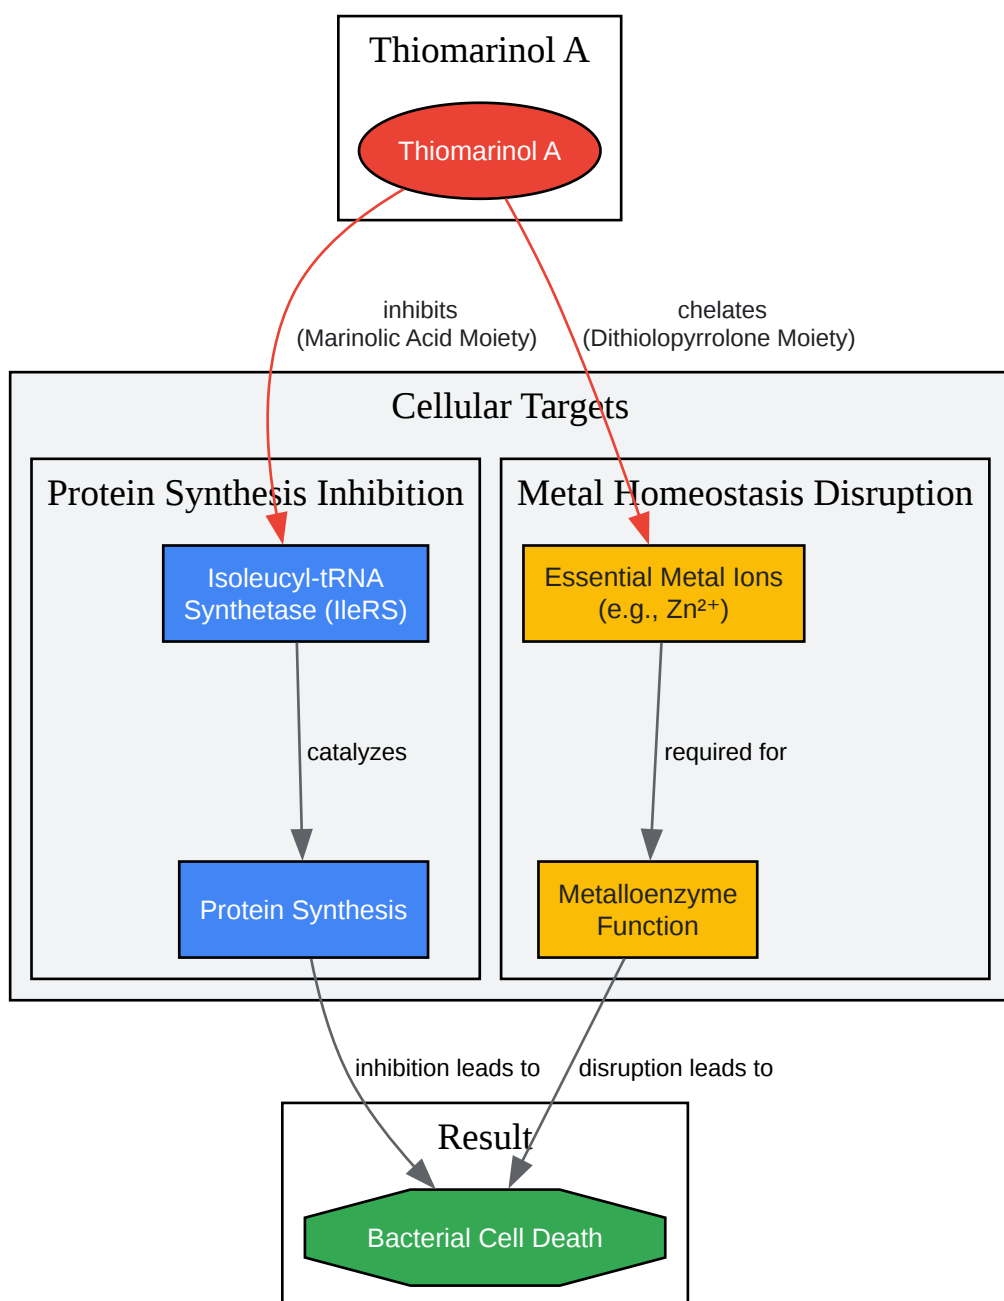 Thiomarinol A
Thiomarinol A
inhibits
(Marinolic Acid Moiety)
chelates
(Dithiolopyrrolone Moiety)
Cellular Targets
Protein Synthesis Inhibition
Metal Homeostasis Disruption
Isoleucyl-tRNA
Synthetase (IleRS)
Essential Metal Ions
(e.g., Zn²⁺)
catalyzes
required for
Protein Synthesis
Metalloenzyme
Function
inhibition leads to
disruption leads to
Result
Bacterial Cell Death